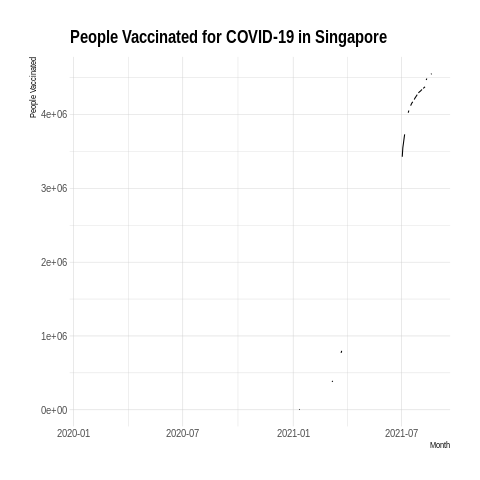 People Vaccinated for COVID-19 in Singapore
People Vaccinated
4e+06
3e+06
2e+06
1e+06
0e+00
2020-01 2020-07 2021-01 2021-07
Month